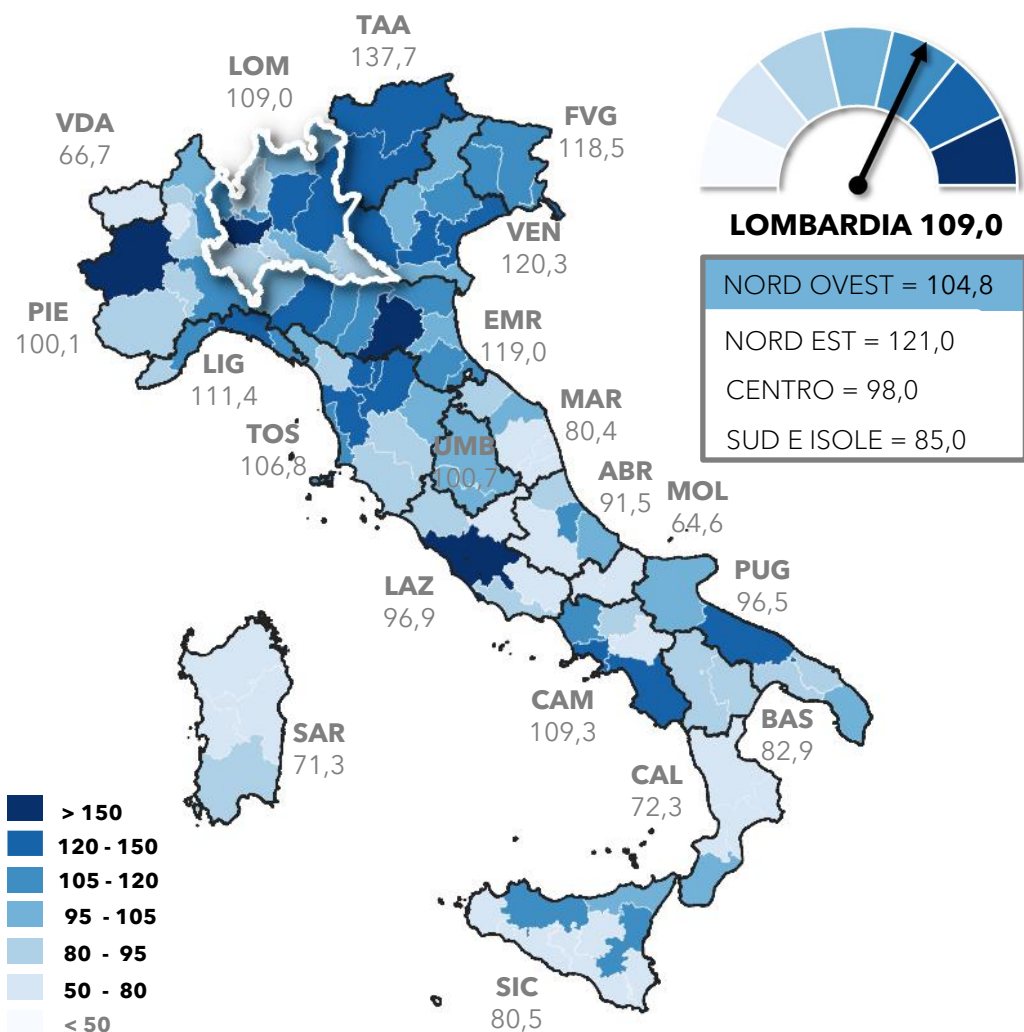 TAA
137,7
LOM
109,0
VDA
66,7
FVG
118,5
LOMBARDIA 109,0
VEN
120,3
NORD OVEST = 104,8
NORD EST = 121,0
CENTRO = 98,0
SUD E ISOLE = 85,0
PIE
100,1
EMR
119,0
LIG
111,4
MAR
80,4
TOS
106,8
UMB
100,7
ABR
91,5
MOL
64,6
PUG
96,5
LAZ
96,9
CAM
109,3
BAS
82,9
SAR
71,3
CAL
72,3
> 150
120 - 150
105 - 120
95 - 105
80 - 95
50 - 80
< 50
SIC
80,5